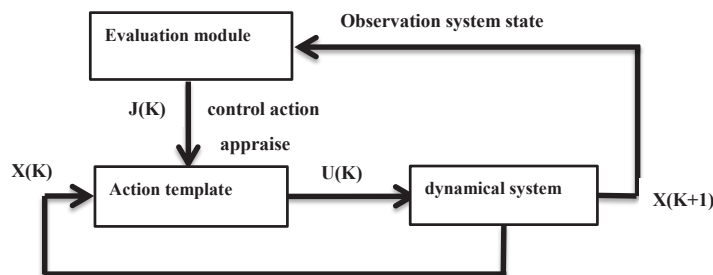 Observation system state
Evaluation module
J(K)
control action
appraise
X(K)
Action template
U(K)
dynamical system
X(K+1)